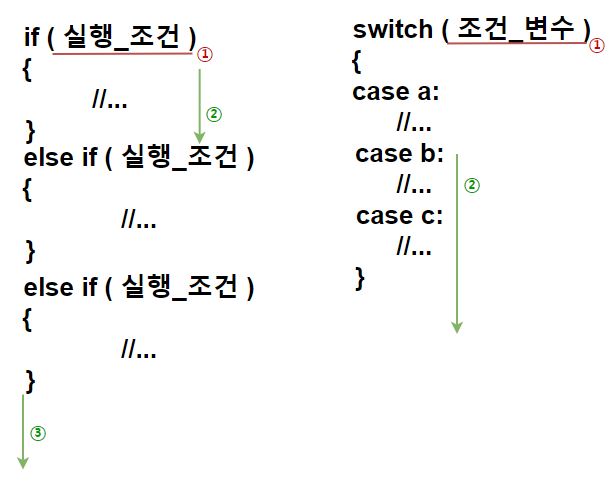 if ( 실행_조건 )
①
{
//...
②
}
else if ( 실행_조건 )
{
//...
}
else if ( 실행_조건 )
{
//...
}
③
switch ( 조건_변수 )
①
{
case a:
//...
case b:
②
//...
case c:
//...
}